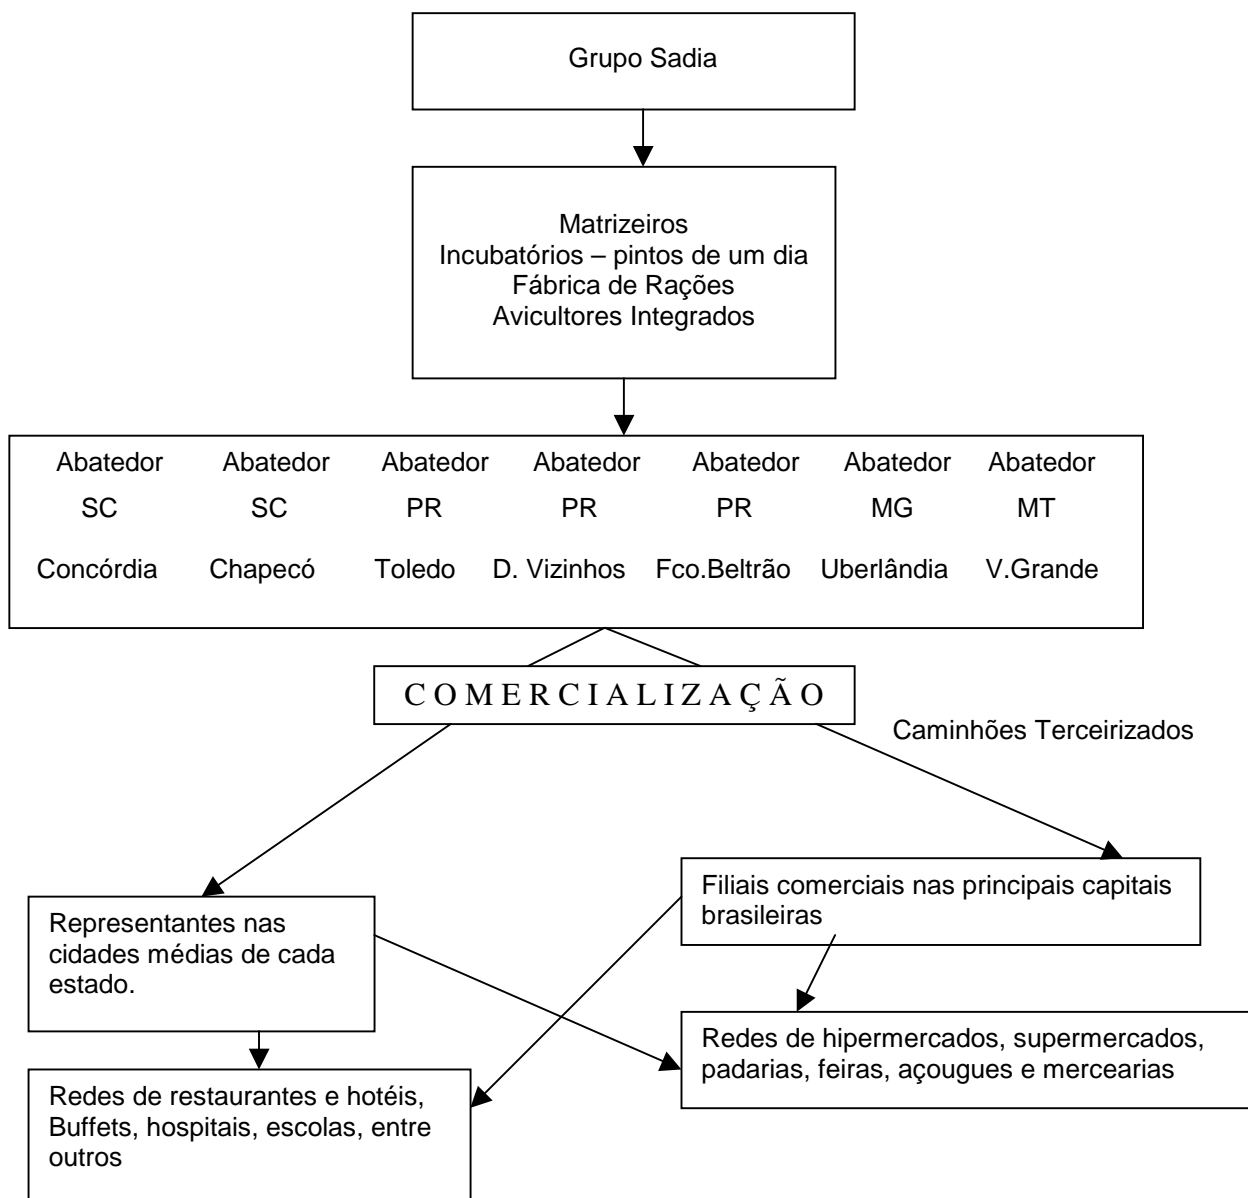 Grupo Sadia
Matrizeiros
Incubatórios – pintos de um dia
Fábrica de Rações
Avicultores Integrados
Abatedor Abatedor Abatedor Abatedor Abatedor Abatedor Abatedor
SC SC PR PR PR MG MT
Concórdia Chapecó Toledo D. Vizinhos Fco.Beltrão Uberlândia V.Grande
C O M E R C I A L I Z A Ç Ã O
Caminhões Terceirizados
Representantes nas
cidades médias de cada
estado.
Filiais comerciais nas principais capitais
brasileiras
Redes de hipermercados, supermercados,
padarias, feiras, açougues e mercearias
Redes de restaurantes e hotéis,
Buffets, hospitais, escolas, entre
outros